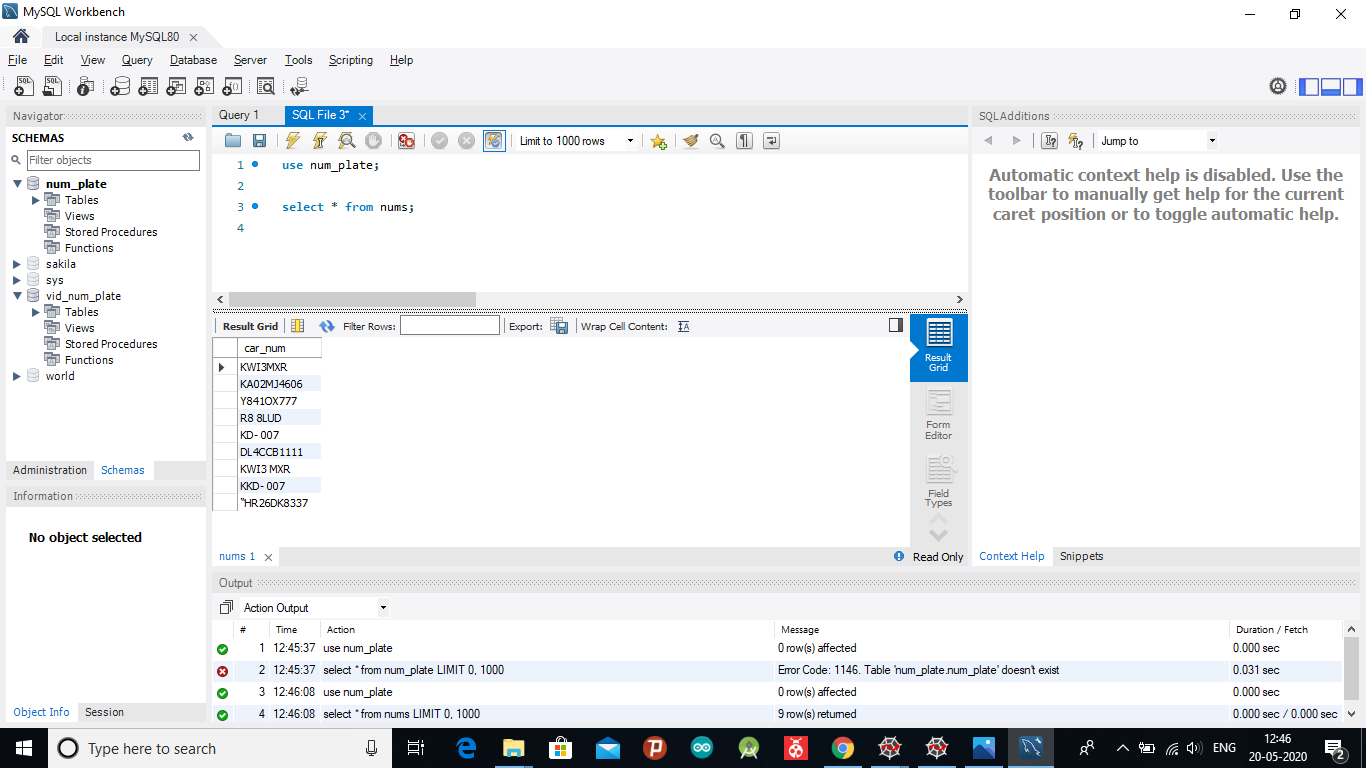 MySQL Workbench
Local instance MySQL80
File Edit View Query Database Server Tools Scripting Help
Navigator
SCHEMAS
Filter objects
num_plate
Tables
Views
Stored Procedures
Functions
sakila
sys
vid_num_plate
Tables
Views
Stored Procedures
Functions
world
Administration Schemas
Information
No object selected
Object Info Session
Query 1 SQL File 3*
Limit to 1000 rows
1 use num_plate;
2
3 select * from nums;
4
Result Grid Filter Rows: Export: Wrap Cell Content:
car_num
KWI3MXR
KA02MJ4606
Y841OX777
R8 8LUD
KD- 007
DL4CCB1111
KWI3 MXR
KKD- 007
"HR26DK8337
Result
Grid
Form
Editor
Field
Types
nums 1
Read Only
SQLAdditions
Jump to
Automatic context help is disabled. Use the
toolbar to manually get help for the current
caret position or to toggle automatic help.
Context Help Snippets
Output
Action Output
# Time Action Message Duration / Fetch
1 12:45:37 use num_plate 0 row(s) affected 0.000 sec
2 12:45:37 select * from num_plate LIMIT 0, 1000 Error Code: 1146. Table 'num_plate.num_plate' doesn't exist 0.031 sec
3 12:46:08 use num_plate 0 row(s) affected 0.000 sec
4 12:46:08 select * from nums LIMIT 0, 1000 9 row(s) returned 0.000 sec / 0.000 sec
Type here to search
ENG
12:46
20-05-2020
2